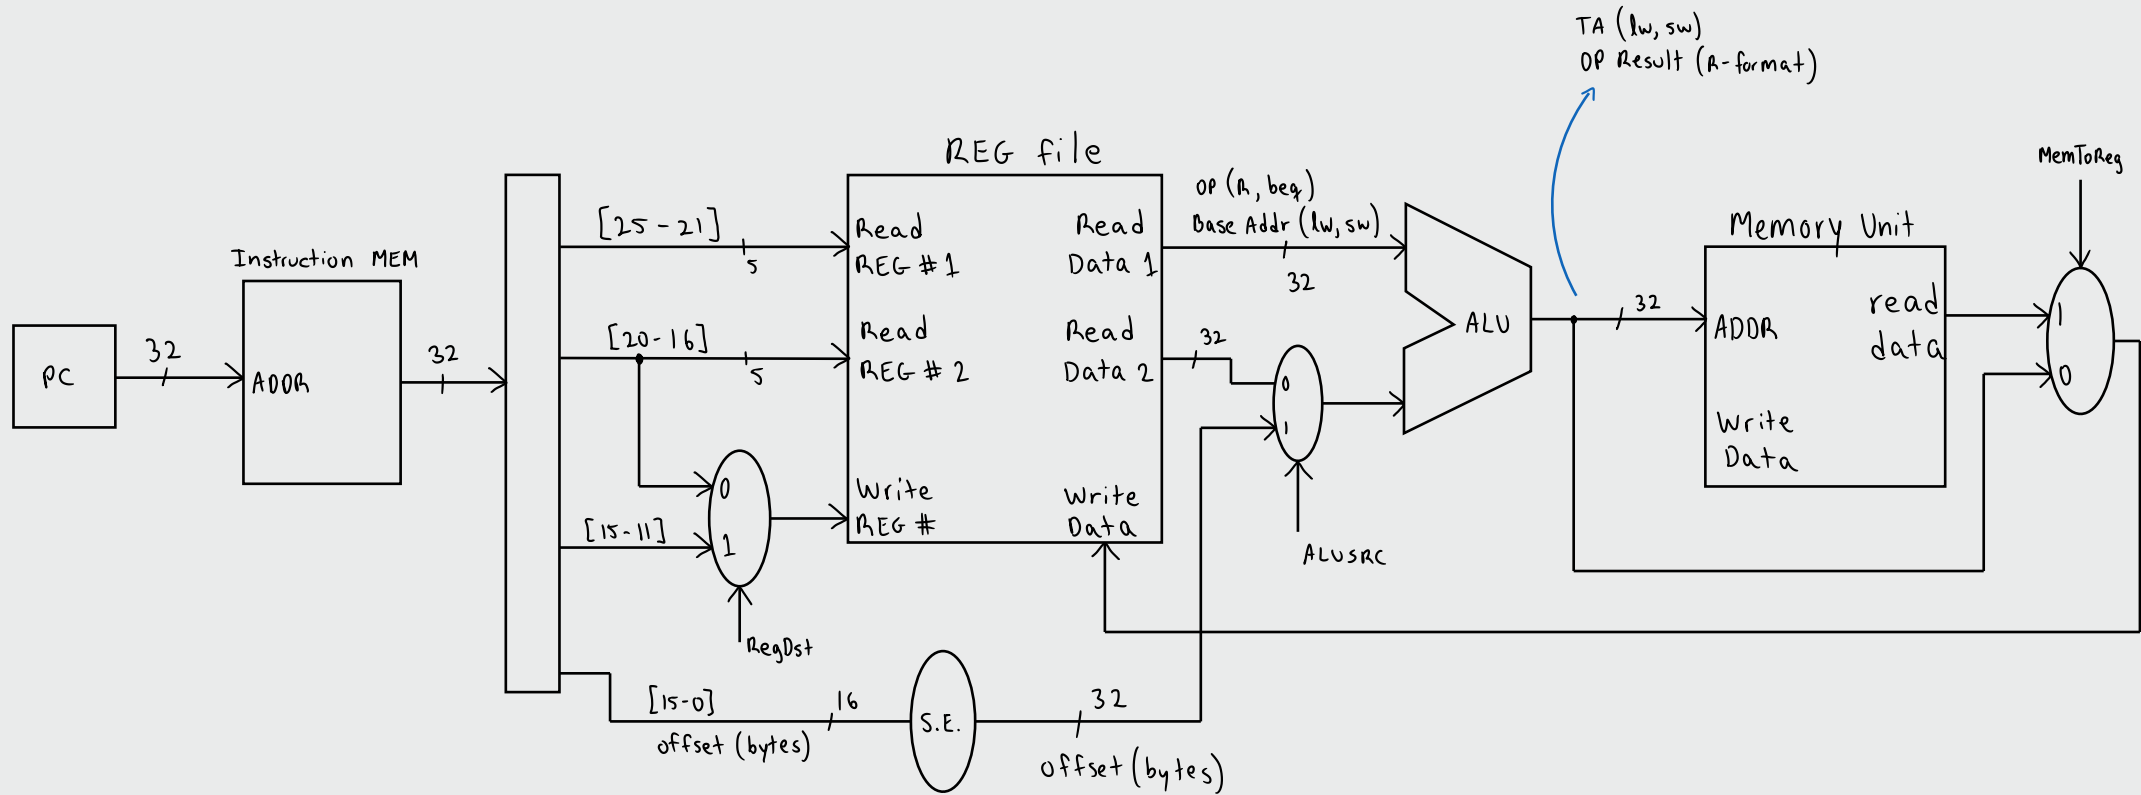 TA (lw, sw)
OP Result (R-format)
MemToReg
REG file
OP (R, beq)
Base Addr (lw, sw)
32
Memory Unit
Instruction MEM
[25-21]
5
Read
REG #1
Read
Data 1
ALU
32
ADDR
read
data
1
0
Write
Data
PC
32
ADDR
32
[20-16]
5
Read
REG # 2
Read
Data 2
32
0
1
ALUSRC
0
1
[15-11]
RegDst
Write
REG #
Write
Data
[15-0]
16
offset (bytes)
S.E.
32
offset (bytes)